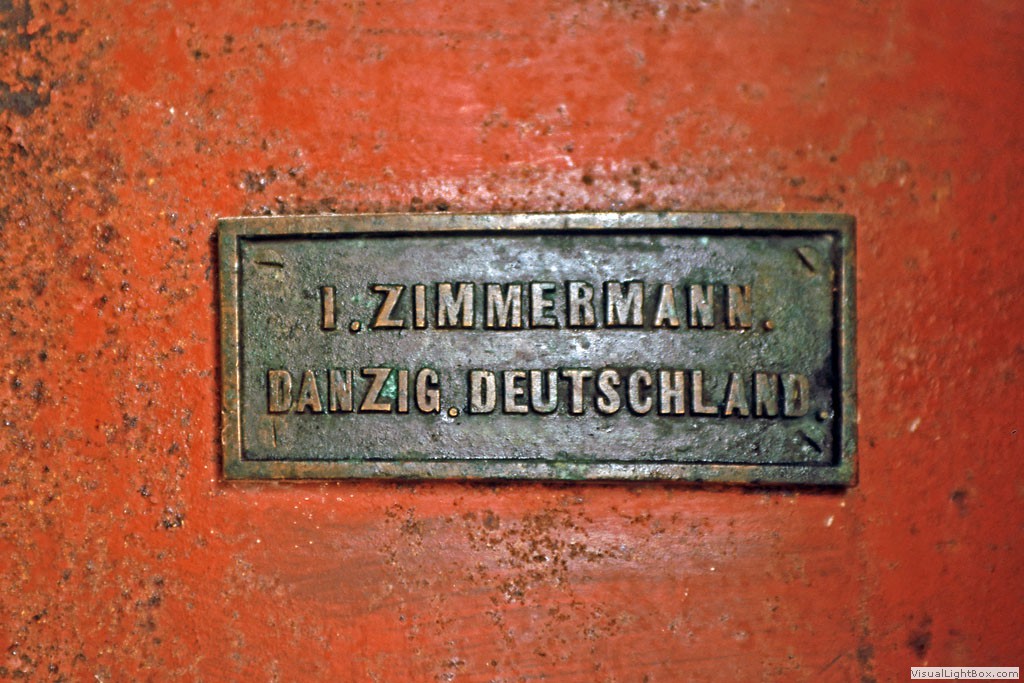 I. ZIMMERMANN.
DANZIG. DEUTSCHLAND.
VisualLightBox.com